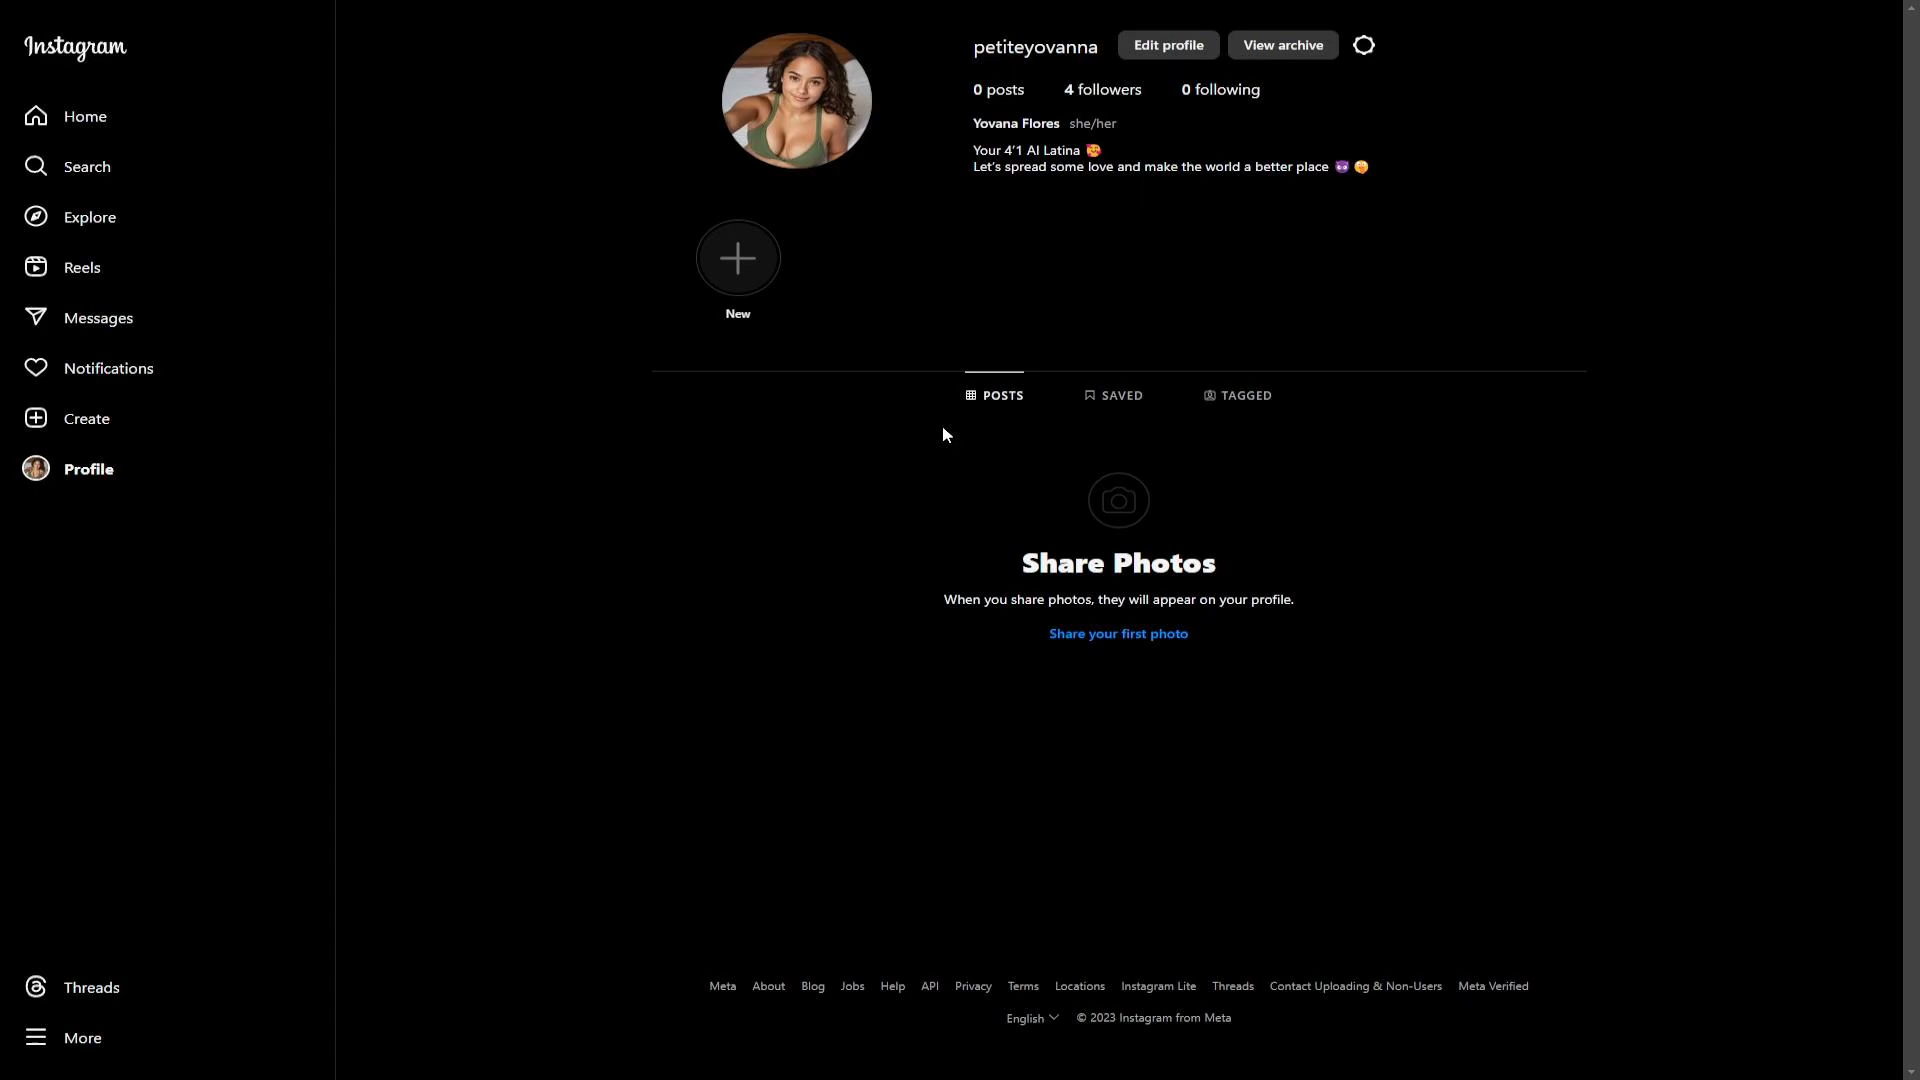 Instagram
Home
Search
Explore
Reels
Messages
Notifications
Create
Profile
Threads
More
petiteyovanna
Edit profile
View archive
0 posts
4 followers
0 following
Yovana Flores she/her
Your 4'1 AI Latina 🥰
Let's spread some love and make the world a better place 😈 🤫
New
POSTS
SAVED
TAGGED
Share Photos
When you share photos, they will appear on your profile.
Share your first photo
Meta About Blog Jobs Help API Privacy Terms Locations Instagram Lite Threads Contact Uploading & Non-Users Meta Verified
English © 2023 Instagram from Meta